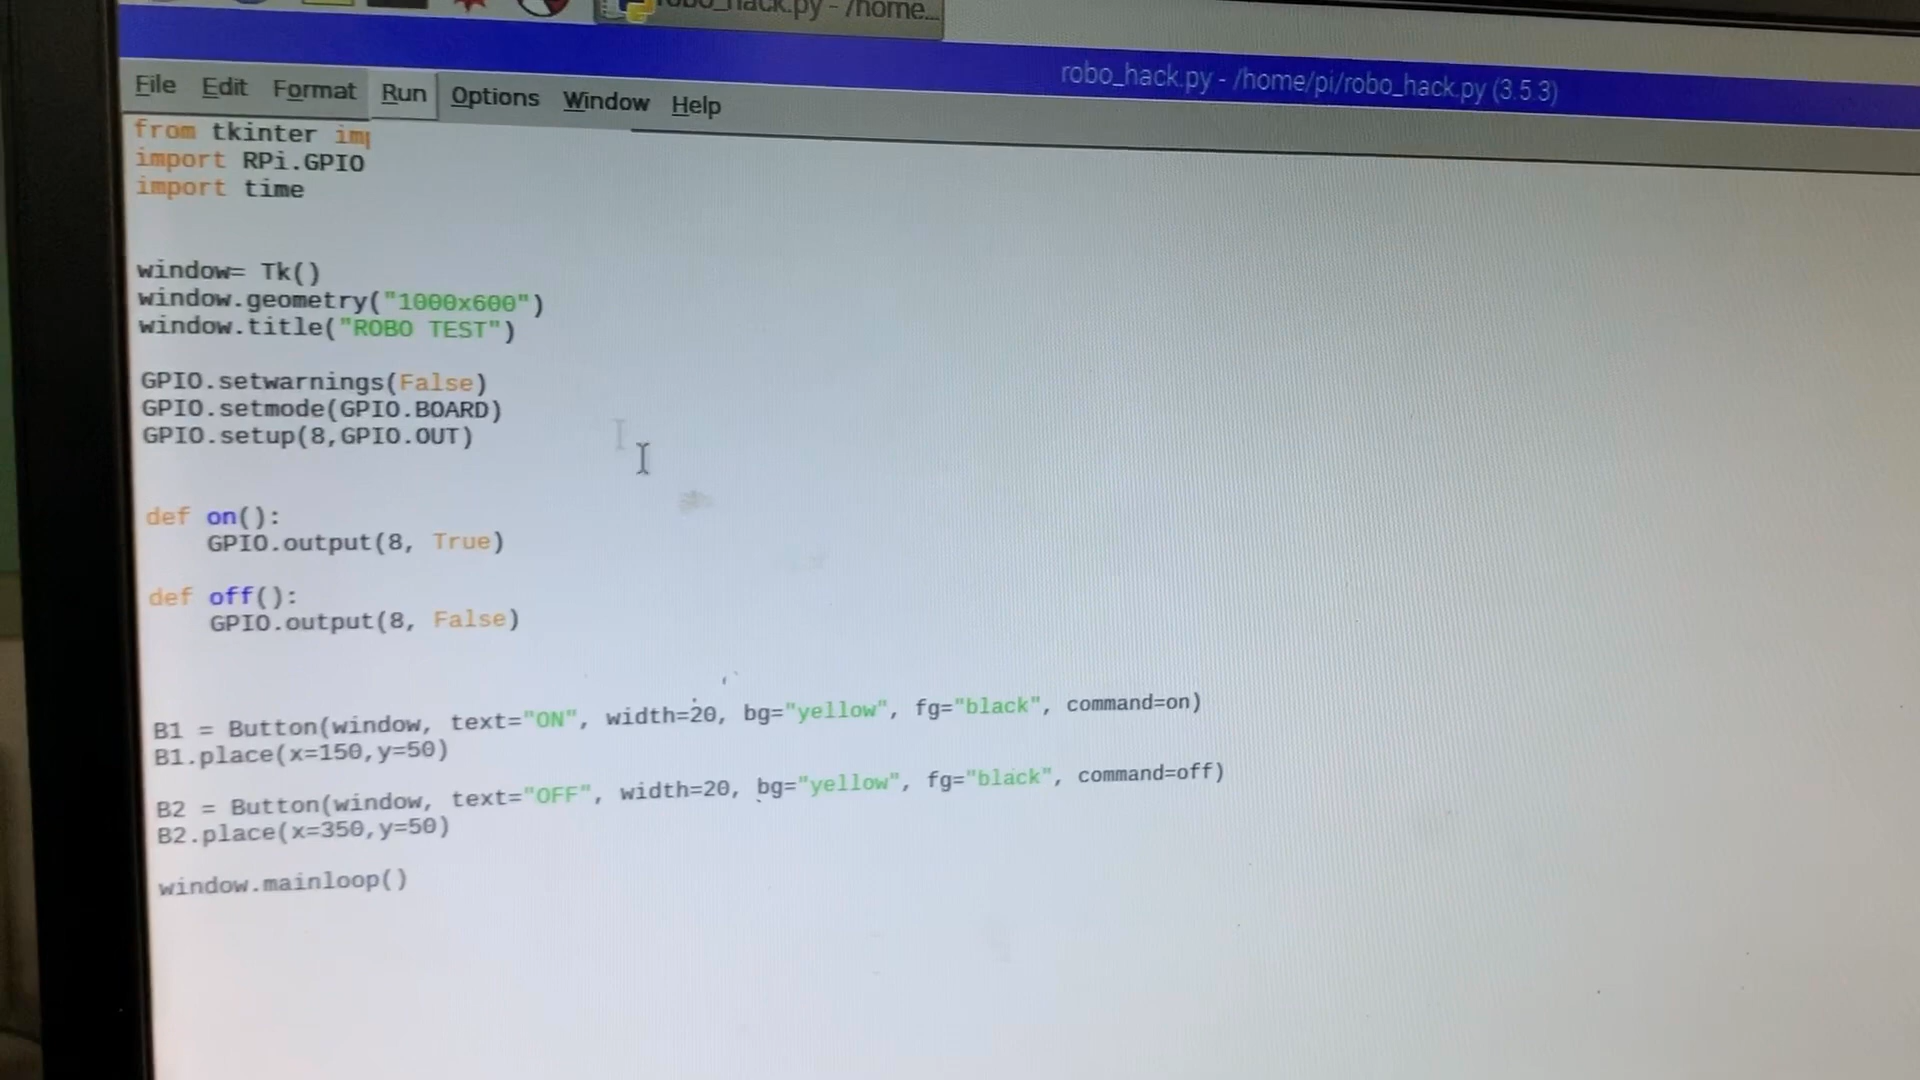 robo_hack.py - /home...
robo_hack.py - /home/pi/robo_hack.py (3.5.3)
File Edit Format Run Options Window Help
from tkinter imp
import RPi.GPIO
import time
window= Tk()
window.geometry("1000x600")
window.title("ROBO TEST")
GPIO.setwarnings(False)
GPIO.setmode(GPIO.BOARD)
GPIO.setup(8,GPIO.OUT)
def on():
    GPIO.output(8, True)
def off():
    GPIO.output(8, False)
B1 = Button(window, text="ON", width=20, bg="yellow", fg="black", command=on)
B1.place(x=150,y=50)
B2 = Button(window, text="OFF", width=20, bg="yellow", fg="black", command=off)
B2.place(x=350,y=50)
window.mainloop()